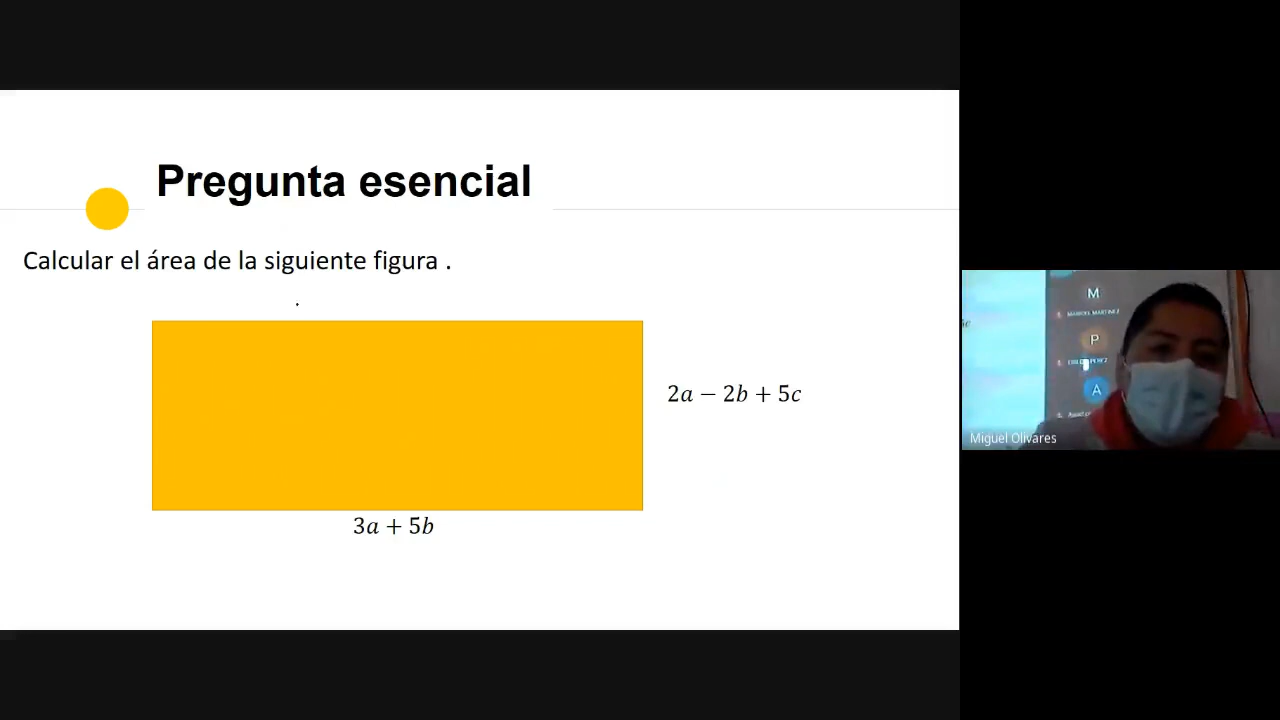 Pregunta esencial
Calcular el área de la siguiente figura .
2a − 2b + 5c
3a + 5b
M
P
A
Miguel Olivares